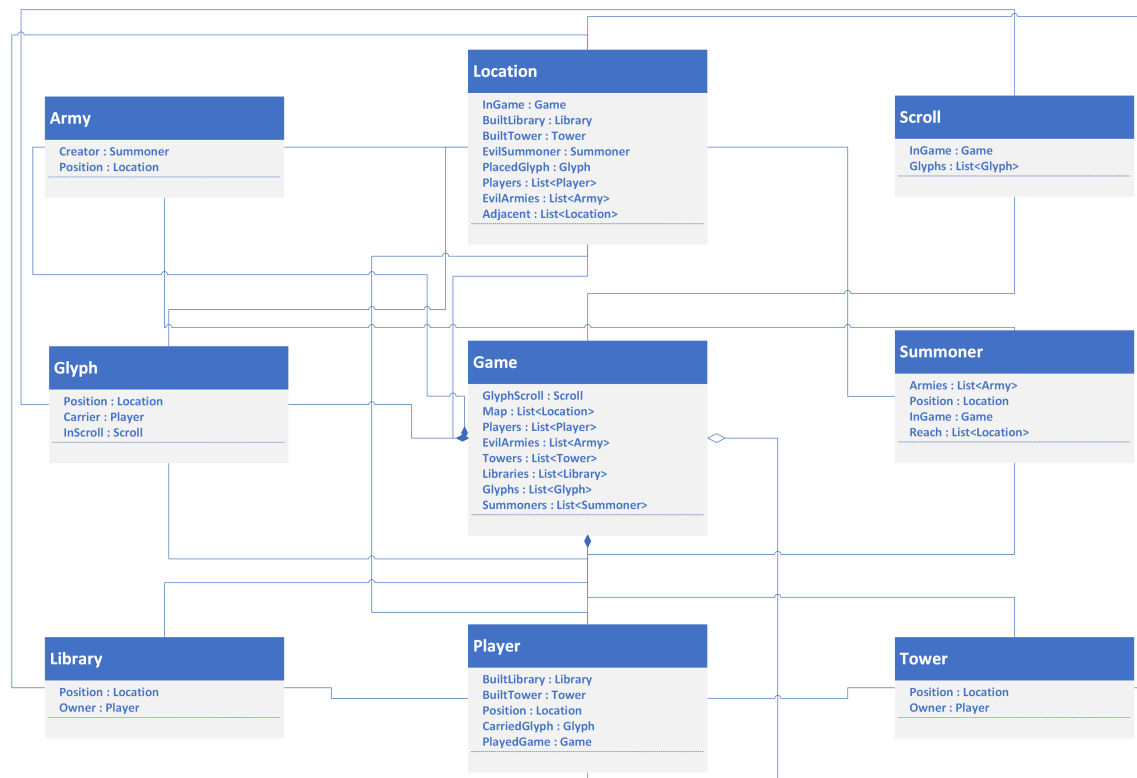 Location
InGame : Game
BuiltLibrary : Library
BuiltTower : Tower
EvilSummoner : Summoner
PlacedGlyph : Glyph
Players : List<Player>
EvilArmies : List<Army>
Adjacent : List<Location>
Army
Creator : Summoner
Position : Location
Scroll
InGame : Game
Glyphs : List<Glyph>
Glyph
Position : Location
Carrier : Player
InScroll : Scroll
Game
GlyphScroll : Scroll
Map : List<Location>
Players : List<Player>
EvilArmies : List<Army>
Towers : List<Tower>
Libraries : List<Library>
Glyphs : List<Glyph>
Summoners : List<Summoner>
Summoner
Armies : List<Army>
Position : Location
InGame : Game
Reach : List<Location>
Library
Position : Location
Owner : Player
Player
BuiltLibrary : Library
BuiltTower : Tower
Position : Location
CarriedGlyph : Glyph
PlayedGame : Game
Tower
Position : Location
Owner : Player